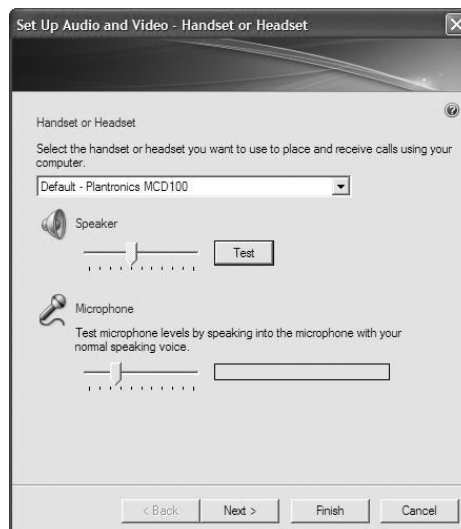 Set Up Audio and Video - Handset or Headset
Handset or Headset
Select the handset or headset you want to use to place and receive calls using your
computer.
Default - Plantronics MCD100
Speaker
Test
Microphone
Test microphone levels by speaking into the microphone with your
normal speaking voice.
< Back
Next >
Finish
Cancel